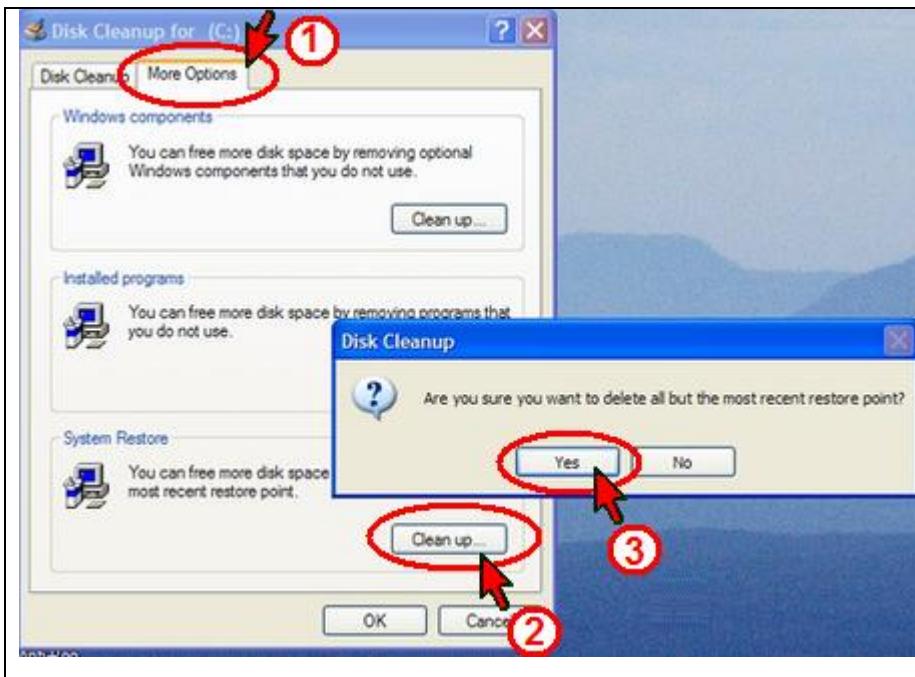 Disk Cleanup for (C:)
1
Disk Cleanup
More Options
Windows components
You can free more disk space by removing optional
Windows components that you do not use.
Clean up...
Installed programs
You can free more disk space by removing programs that
you do not use.
Disk Cleanup
Are you sure you want to delete all but the most recent restore point?
Yes
No
3
System Restore
You can free more disk space
most recent restore point.
Clean up...
2
OK
Cancel